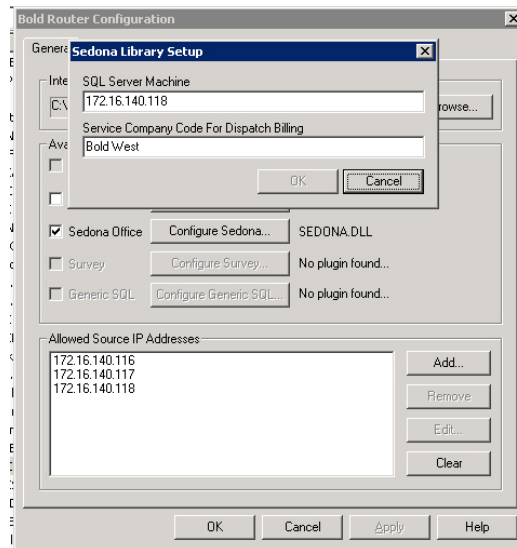 Bold Router Configuration
Sedona Library Setup
SQL Server Machine
172.16.140.118
Service Company Code For Dispatch Billing
Bold West
OK
Cancel
Sedona Office
Configure Sedona...
SEDONA.DLL
Survey
Configure Survey...
No plugin found...
Generic SQL
Configure Generic SQL...
No plugin found...
Allowed Source IP Addresses
172.16.140.116
172.16.140.117
172.16.140.118
Add...
Remove
Edit...
Clear
OK
Cancel
Apply
Help